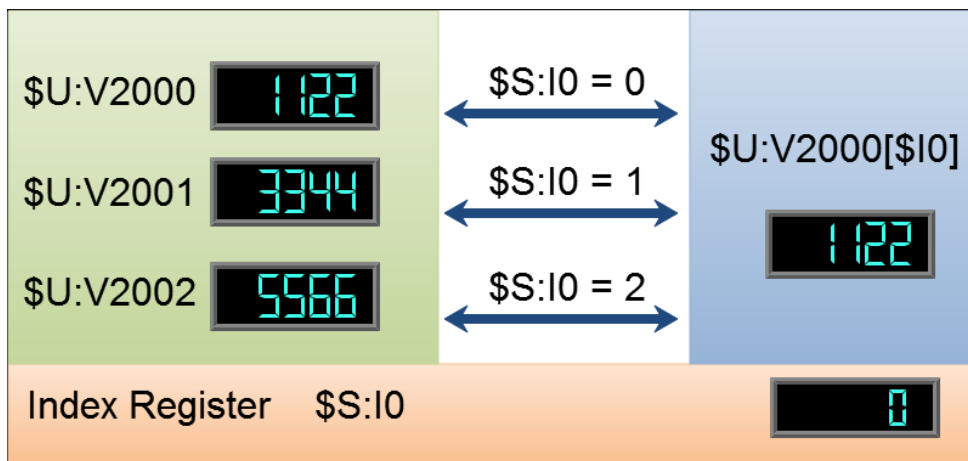 $U:V2000 1122
$S:I0 = 0
$U:V2000[$I0]
$U:V2001 3344
$S:I0 = 1
1122
$U:V2002 5566
$S:I0 = 2
Index Register $S:I0 0